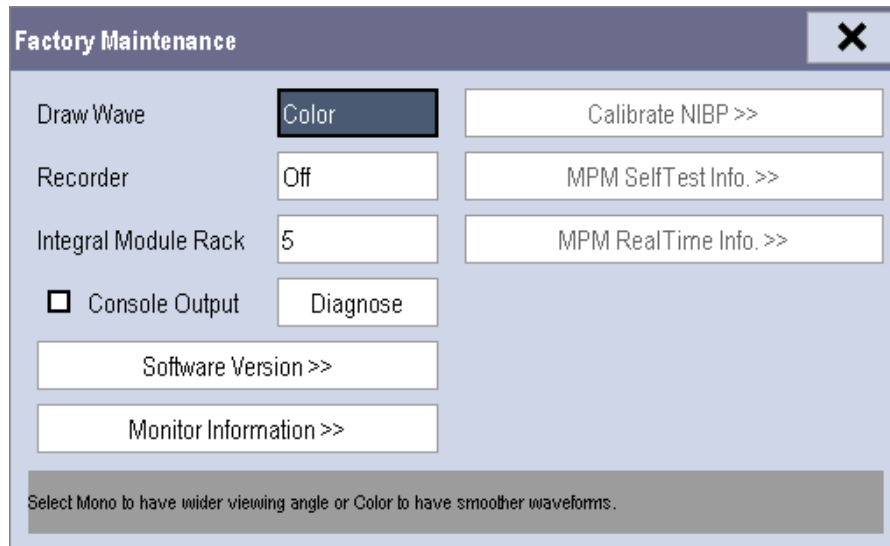 Factory Maintenance
Draw Wave Color Calibrate NIBP >>
Recorder Off MPM SelfTest Info. >>
Integral Module Rack 5 MPM RealTime Info. >>
Console Output Diagnose
Software Version >>
Monitor Information >>
Select Mono to have wider viewing angle or Color to have smoother waveforms.